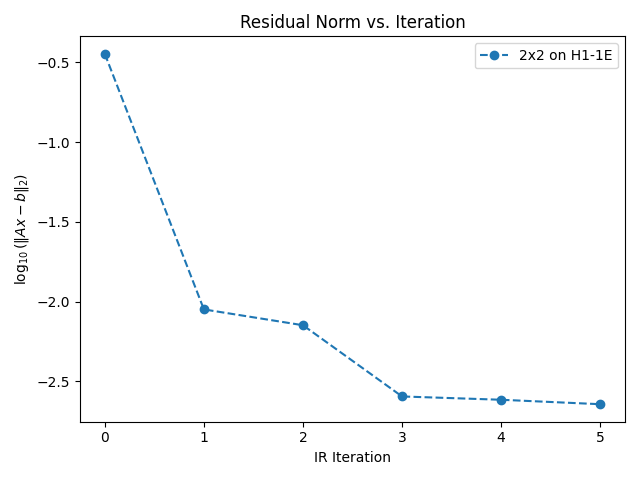 Residual Norm vs. Iteration
2x2 on H1-1E
log₁₀(‖Ax − b‖₂)
−0.5
−1.0
−1.5
−2.0
−2.5
0 1 2 3 4 5
IR Iteration